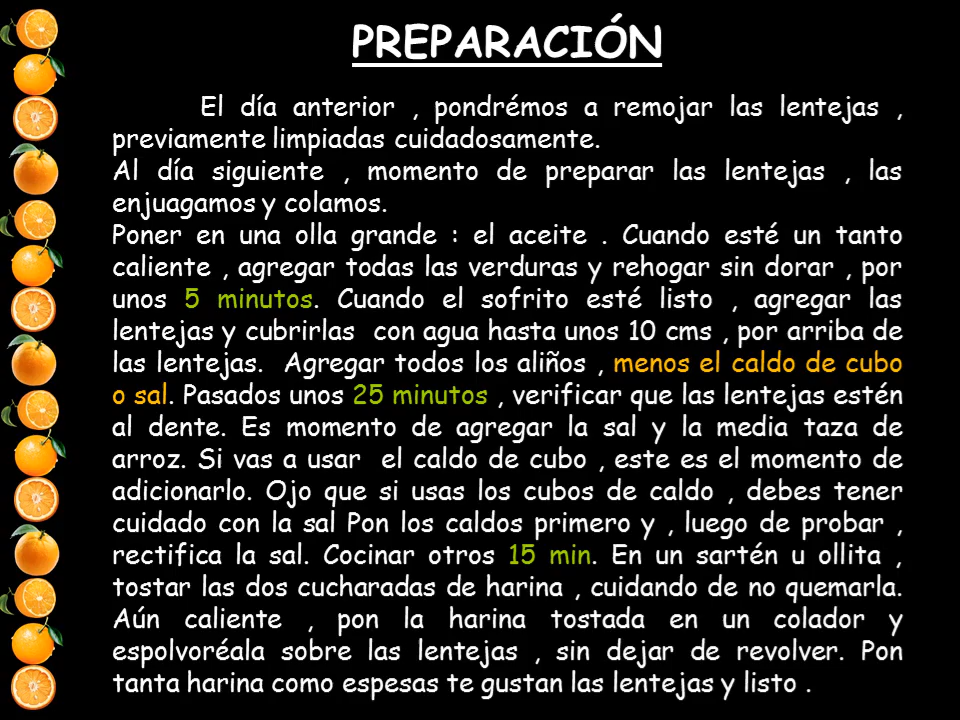 PREPARACIÓN
El día anterior , pondrémos a remojar las lentejas ,
previamente limpiadas cuidadosamente.
Al día siguiente , momento de preparar las lentejas , las
enjuagamos y colamos.
Poner en una olla grande : el aceite . Cuando esté un tanto
caliente , agregar todas las verduras y rehogar sin dorar , por
unos 5 minutos. Cuando el sofrito esté listo , agregar las
lentejas y cubrirlas con agua hasta unos 10 cms , por arriba de
las lentejas. Agregar todos los aliños , menos el caldo de cubo
o sal. Pasados unos 25 minutos , verificar que las lentejas estén
al dente. Es momento de agregar la sal y la media taza de
arroz. Si vas a usar el caldo de cubo , este es el momento de
adicionarlo. Ojo que si usas los cubos de caldo , debes tener
cuidado con la sal Pon los caldos primero y , luego de probar ,
rectifica la sal. Cocinar otros 15 min. En un sartén u ollita ,
tostar las dos cucharadas de harina , cuidando de no quemarla.
Aún caliente , pon la harina tostada en un colador y
espolvoréala sobre las lentejas , sin dejar de revolver. Pon
tanta harina como espesas te gustan las lentejas y listo .